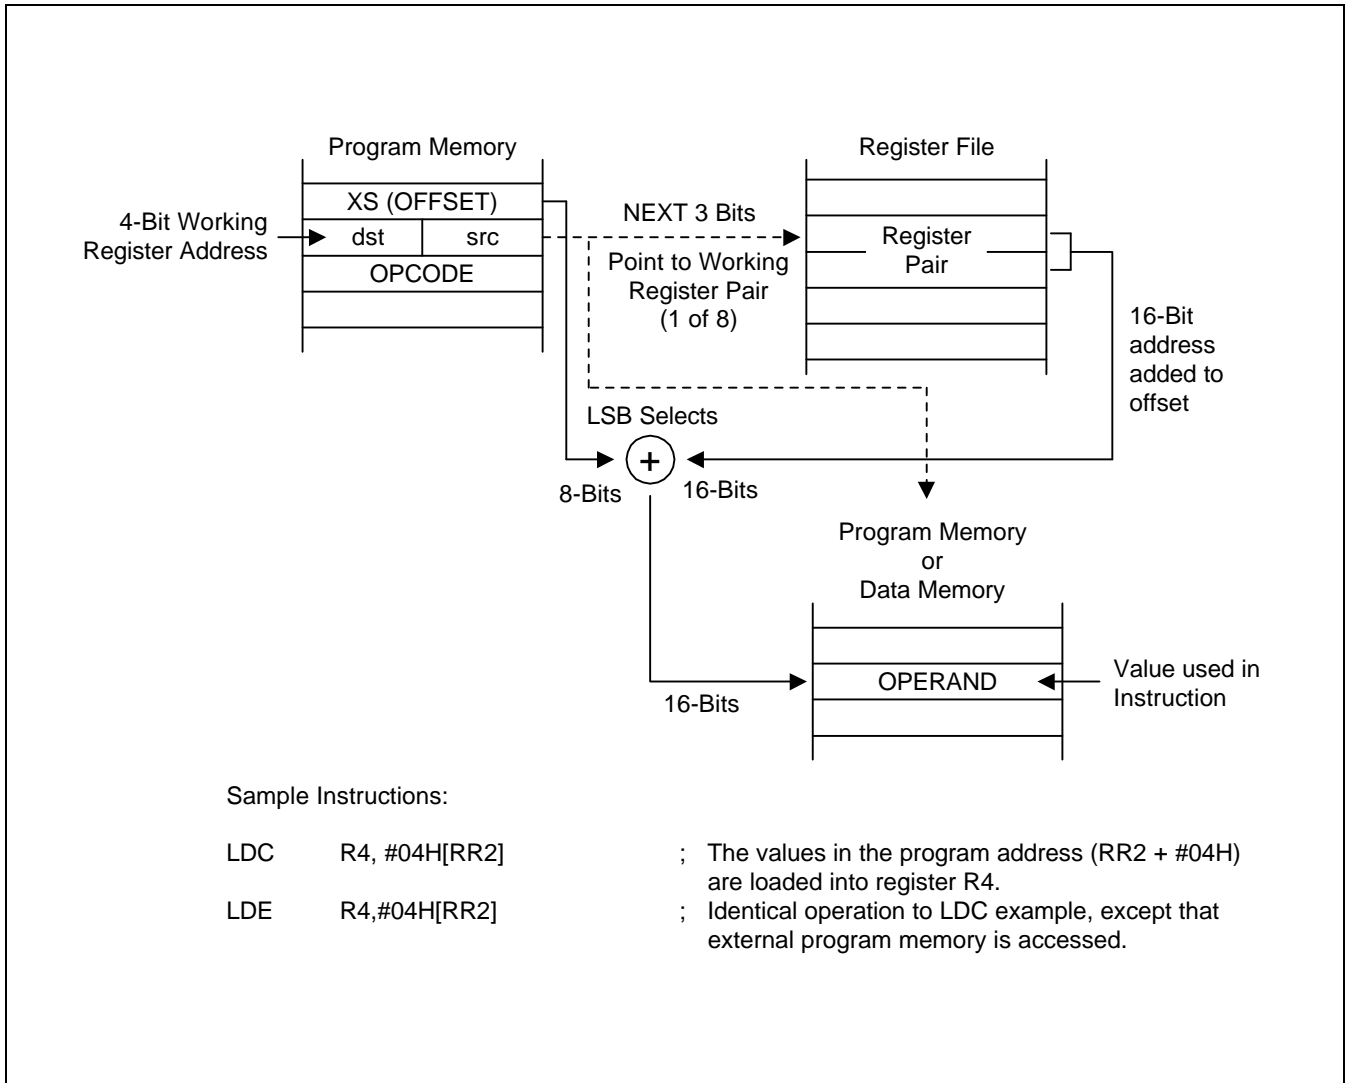 Program Memory
Register File
XS (OFFSET)
4-Bit Working
Register Address
dst src
OPCODE
NEXT 3 Bits
Point to Working
Register Pair
(1 of 8)
Register
Pair
16-Bit
address
added to
offset
LSB Selects
+
8-Bits
16-Bits
Program Memory
or
Data Memory
16-Bits
OPERAND
Value used in
Instruction
Sample Instructions:
LDC R4, #04H[RR2] ; The values in the program address (RR2 + #04H)
are loaded into register R4.
LDE R4,#04H[RR2] ; Identical operation to LDC example, except that
external program memory is accessed.